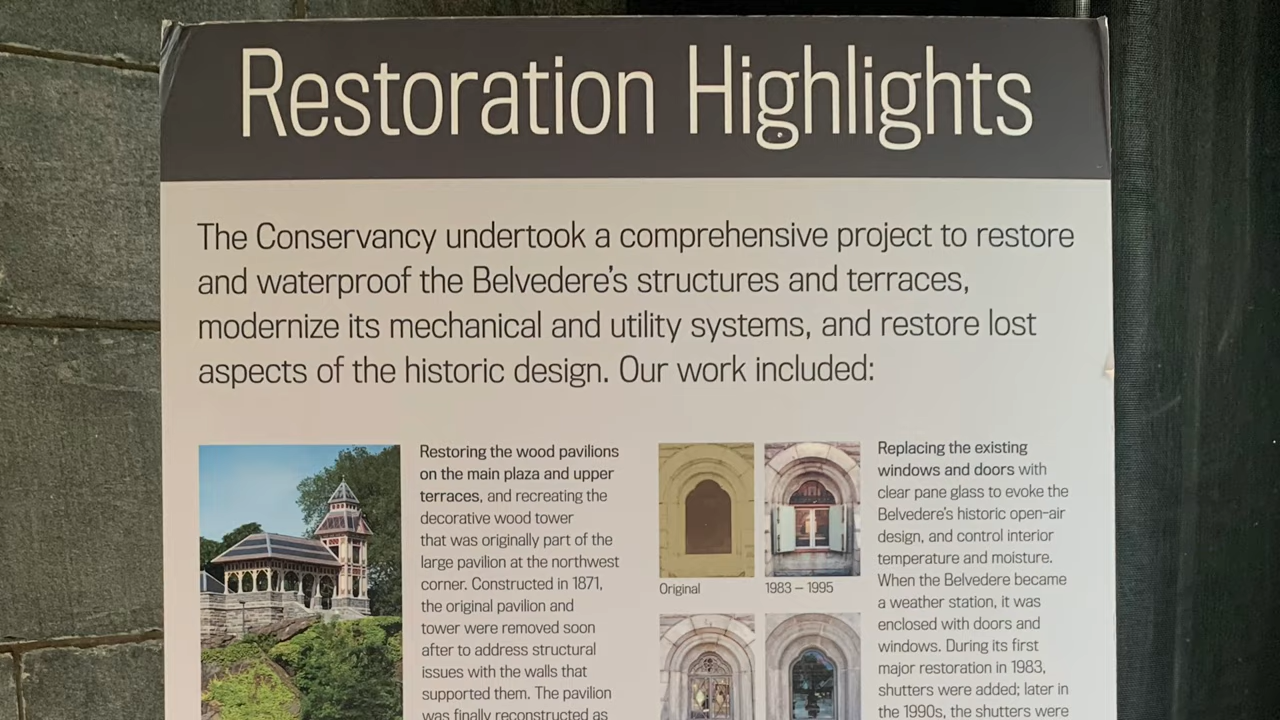 Restoration Highlights
The Conservancy undertook a comprehensive project to restore
and waterproof the Belvedere's structures and terraces,
modernize its mechanical and utility systems, and restore lost
aspects of the historic design. Our work included:
Restoring the wood pavilions
on the main plaza and upper
terraces, and recreating the
decorative wood tower
that was originally part of the
large pavilion at the northwest
corner. Constructed in 1871,
the original pavilion and
tower were removed soon
after to address structural
issues with the walls that
supported them. The pavilion
was finally reconstructed as
Original
1983 – 1995
Replacing the existing
windows and doors with
clear pane glass to evoke the
Belvedere's historic open-air
design, and control interior
temperature and moisture.
When the Belvedere became
a weather station, it was
enclosed with doors and
windows. During its first
major restoration in 1983,
shutters were added; later in
the 1990s, the shutters were